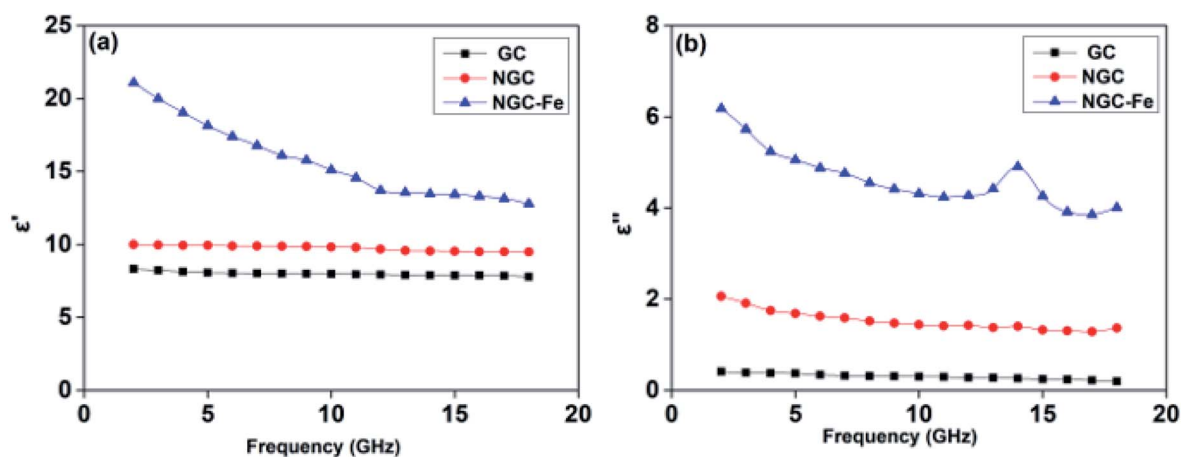 (a)
GC
NGC
NGC-Fe
25
20
15
10
5
0
ε'
0 5 10 15 20
Frequency (GHz)
(b)
GC
NGC
NGC-Fe
8
6
4
2
0
ε"
0 5 10 15 20
Frequency (GHz)